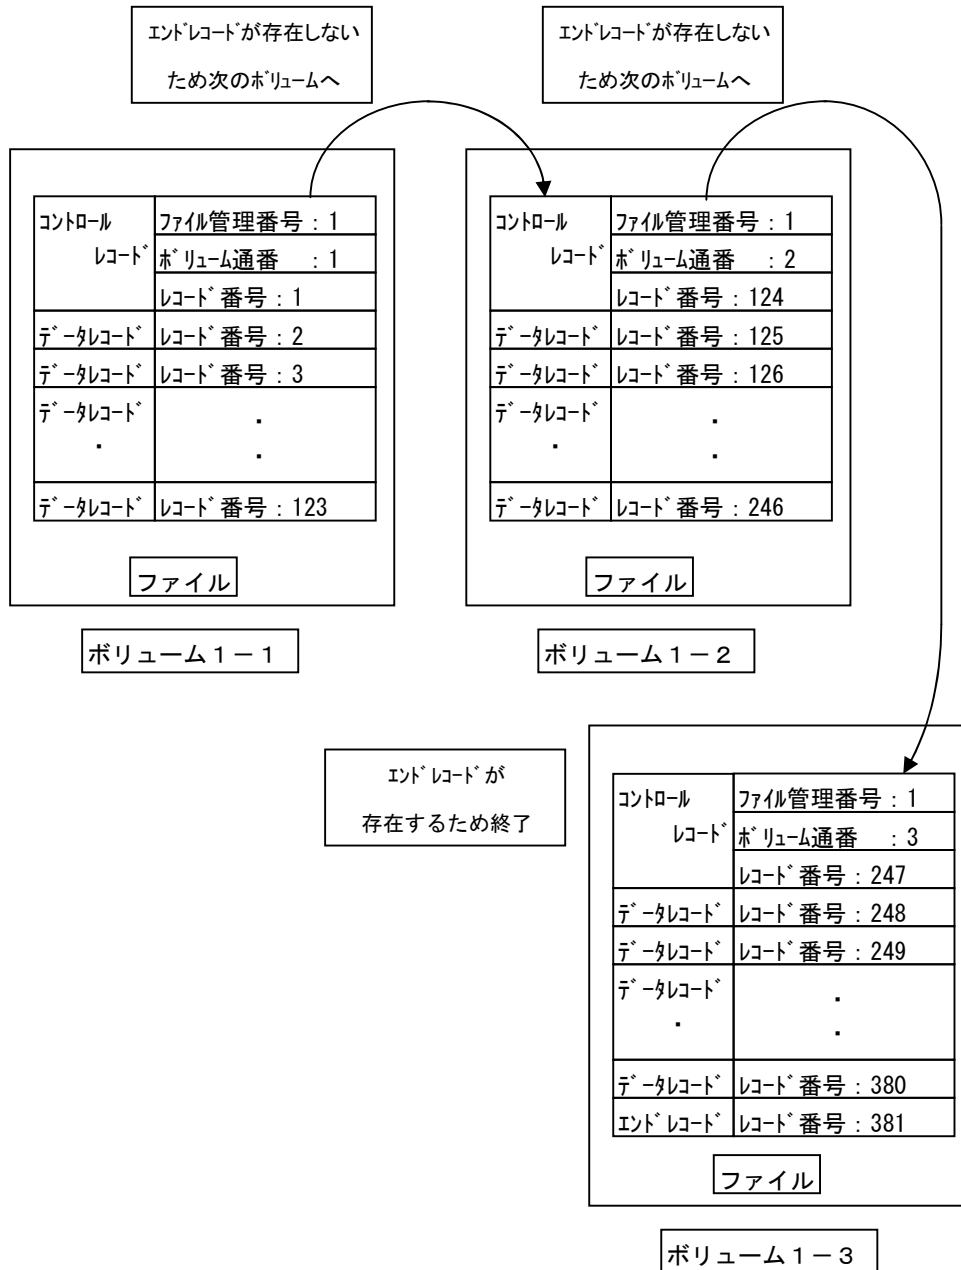 ｴﾝﾄﾞﾚｺｰﾄﾞが存在しない
ため次のﾎﾞﾘｭｰﾑへ
ｴﾝﾄﾞﾚｺｰﾄﾞが存在しない
ため次のﾎﾞﾘｭｰﾑへ
ｺﾝﾄﾛｰﾙ
ﾚｺｰﾄﾞ
ﾌｧｲﾙ管理番号：1
ﾎﾞﾘｭｰﾑ通番　：1
ﾚｺｰﾄﾞ番号：1
ﾃﾞｰﾀﾚｺｰﾄﾞ ﾚｺｰﾄﾞ番号：2
ﾃﾞｰﾀﾚｺｰﾄﾞ ﾚｺｰﾄﾞ番号：3
ﾃﾞｰﾀﾚｺｰﾄﾞ ・
・ ・
ﾃﾞｰﾀﾚｺｰﾄﾞ ﾚｺｰﾄﾞ番号：123
ファイル
ボリューム１－１
ｺﾝﾄﾛｰﾙ
ﾚｺｰﾄﾞ
ﾌｧｲﾙ管理番号：1
ﾎﾞﾘｭｰﾑ通番　：2
ﾚｺｰﾄﾞ番号：124
ﾃﾞｰﾀﾚｺｰﾄﾞ ﾚｺｰﾄﾞ番号：125
ﾃﾞｰﾀﾚｺｰﾄﾞ ﾚｺｰﾄﾞ番号：126
ﾃﾞｰﾀﾚｺｰﾄﾞ ・
・ ・
ﾃﾞｰﾀﾚｺｰﾄﾞ ﾚｺｰﾄﾞ番号：246
ファイル
ボリューム１－２
ｴﾝﾄﾞﾚｺｰﾄﾞが
存在するため終了
ｺﾝﾄﾛｰﾙ
ﾚｺｰﾄﾞ
ﾌｧｲﾙ管理番号：1
ﾎﾞﾘｭｰﾑ通番　：3
ﾚｺｰﾄﾞ番号：247
ﾃﾞｰﾀﾚｺｰﾄﾞ ﾚｺｰﾄﾞ番号：248
ﾃﾞｰﾀﾚｺｰﾄﾞ ﾚｺｰﾄﾞ番号：249
ﾃﾞｰﾀﾚｺｰﾄﾞ ・
・ ・
ﾃﾞｰﾀﾚｺｰﾄﾞ ﾚｺｰﾄﾞ番号：380
ｴﾝﾄﾞﾚｺｰﾄﾞ ﾚｺｰﾄﾞ番号：381
ファイル
ボリューム１－３